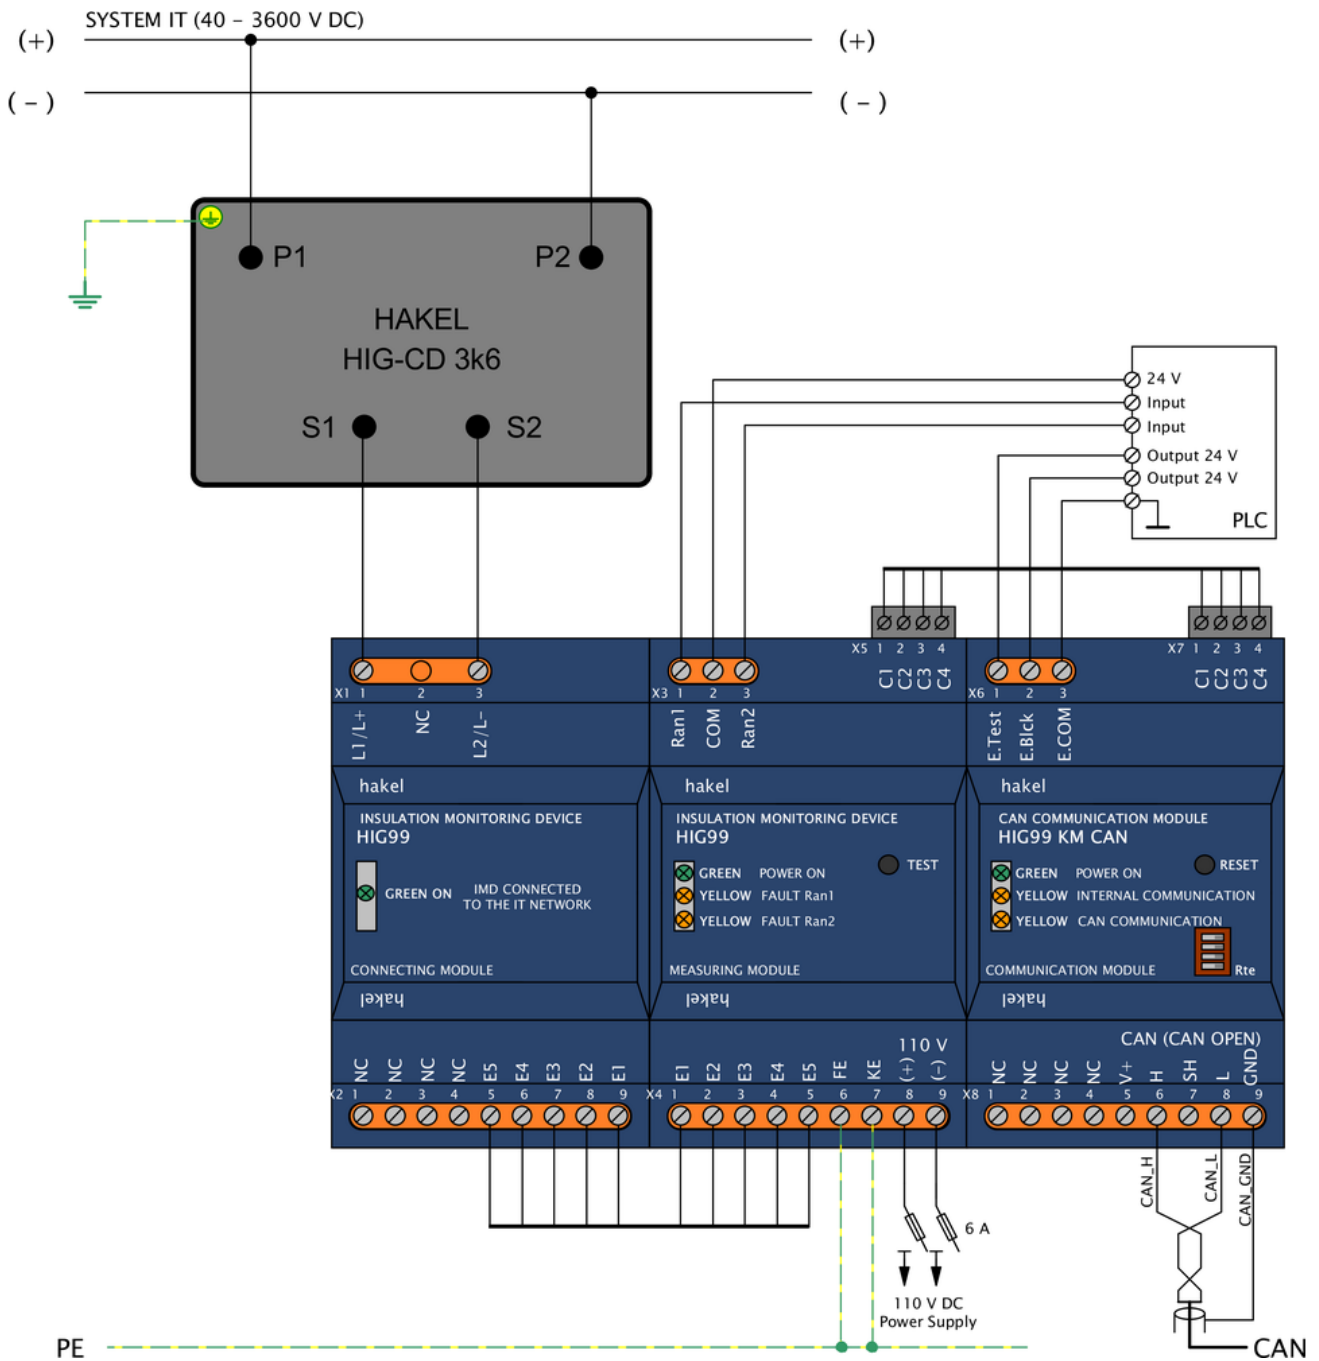 SYSTEM IT (40 – 3600 V DC)
(+) (+)
( – ) ( – )
P1 P2
HAKEL
HIG-CD 3k6
S1 S2
24 V
Input
Input
Output 24 V
Output 24 V
PLC
X5 1 2 3 4
X7 1 2 3 4
C1 C2 C3 C4
C1 C2 C3 C4
X1 1 2 3
X3 1 2 3
X6 1 2 3
L1/L+ NC L2/L-
Ran1 COM Ran2
E.Test E.Blck E.COM
hakel
INSULATION MONITORING DEVICE
HIG99
GREEN ON
IMD CONNECTED
TO THE IT NETWORK
CONNECTING MODULE
hakel
hakel
INSULATION MONITORING DEVICE
HIG99
TEST
GREEN POWER ON
YELLOW FAULT Ran1
YELLOW FAULT Ran2
MEASURING MODULE
hakel
hakel
CAN COMMUNICATION MODULE
HIG99 KM CAN
RESET
GREEN POWER ON
YELLOW INTERNAL COMMUNICATION
YELLOW CAN COMMUNICATION
COMMUNICATION MODULE Rte
hakel
NC NC NC NC E5 E4 E3 E2 E1
X2 1 2 3 4 5 6 7 8 9
110 V
E1 E2 E3 E4 E5 FE KE (+) (-)
X4 1 2 3 4 5 6 7 8 9
CAN (CAN OPEN)
NC NC NC NC V+ H SH L GND
X8 1 2 3 4 5 6 7 8 9
CAN_H CAN_L CAN_GND
6 A
110 V DC
Power Supply
PE
CAN